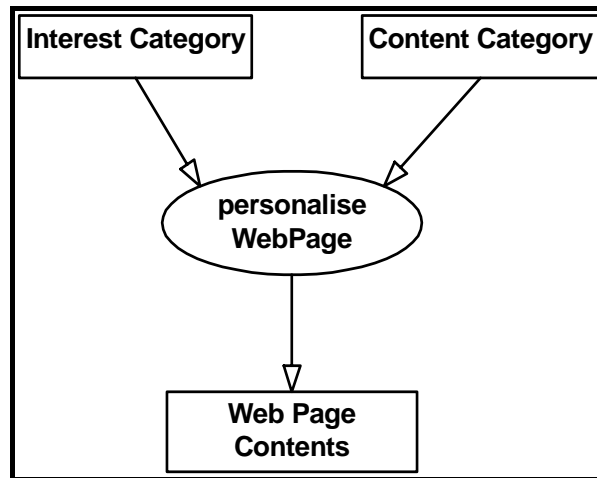 Interest Category
Content Category
personalise
WebPage
Web Page
Contents